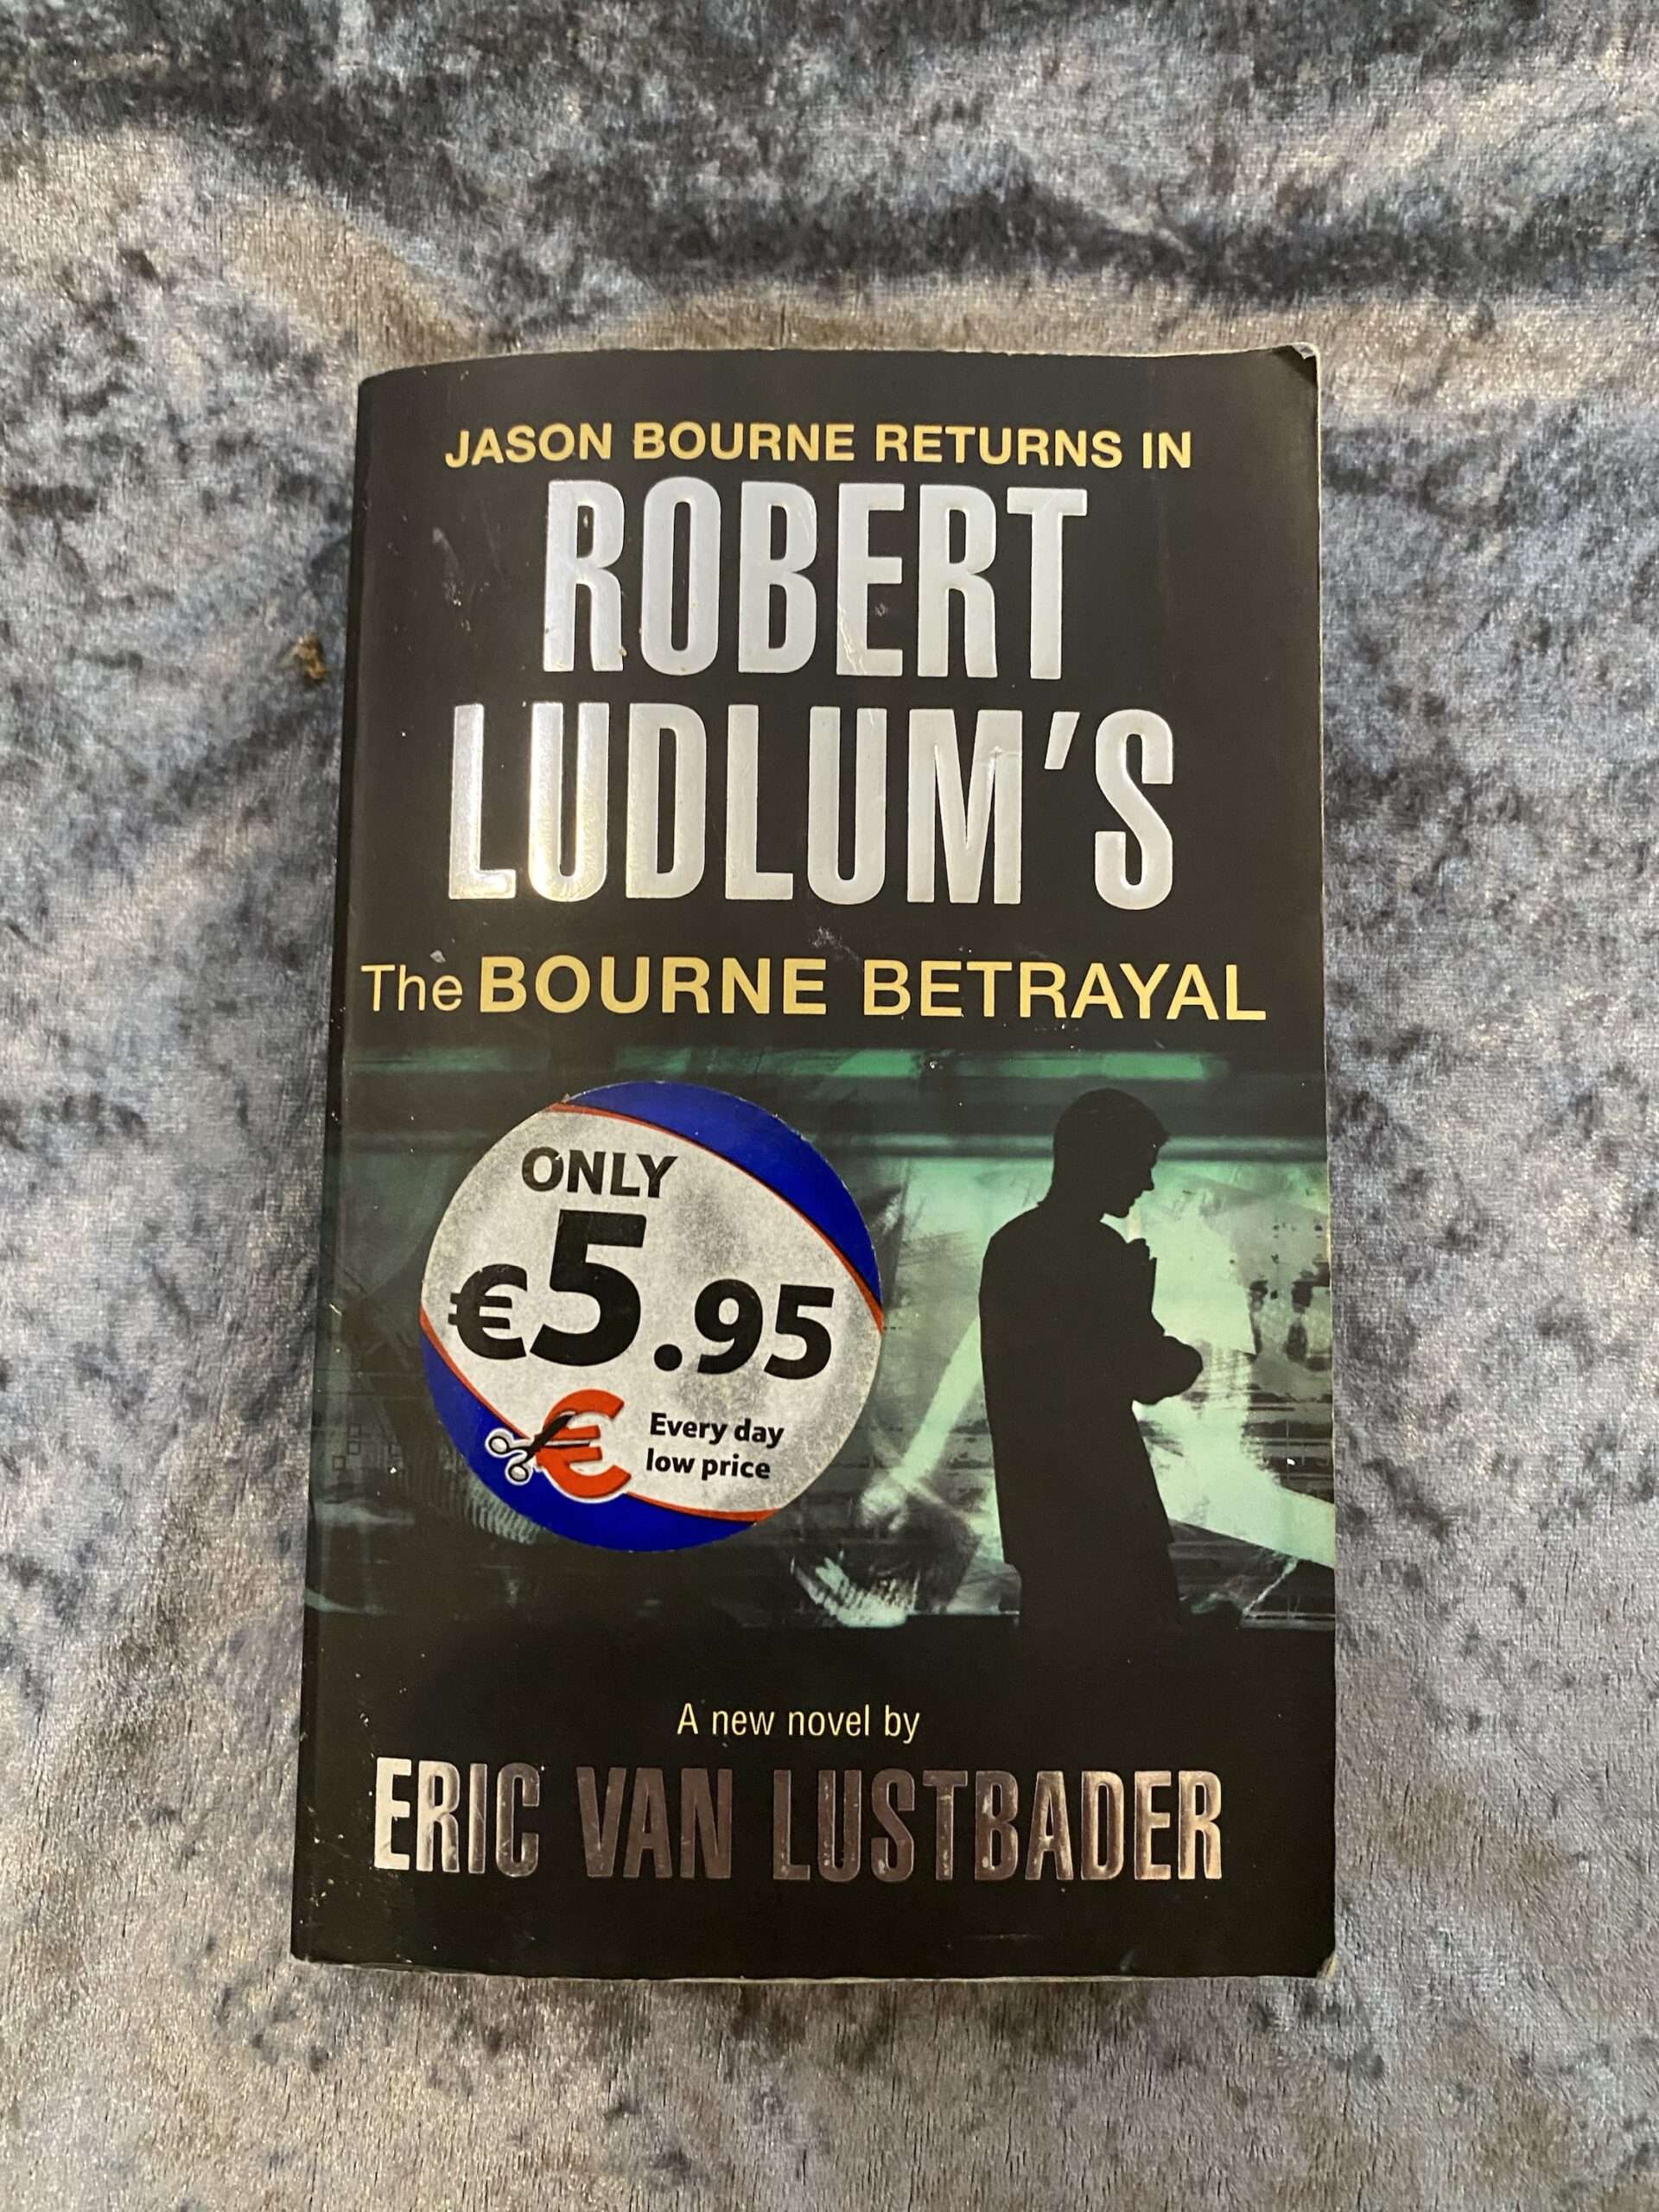 JASON BOURNE RETURNS IN
ROBERT
LUDLUM'S
The BOURNE BETRAYAL
ONLY
€5.95
€
Every day
low price
A new novel by
ERIC VAN LUSTBADER